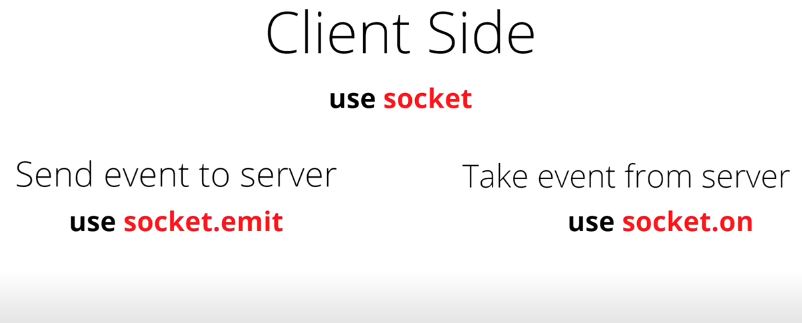 Client Side
use socket
Send event to server
use socket.emit
Take event from server
use socket.on